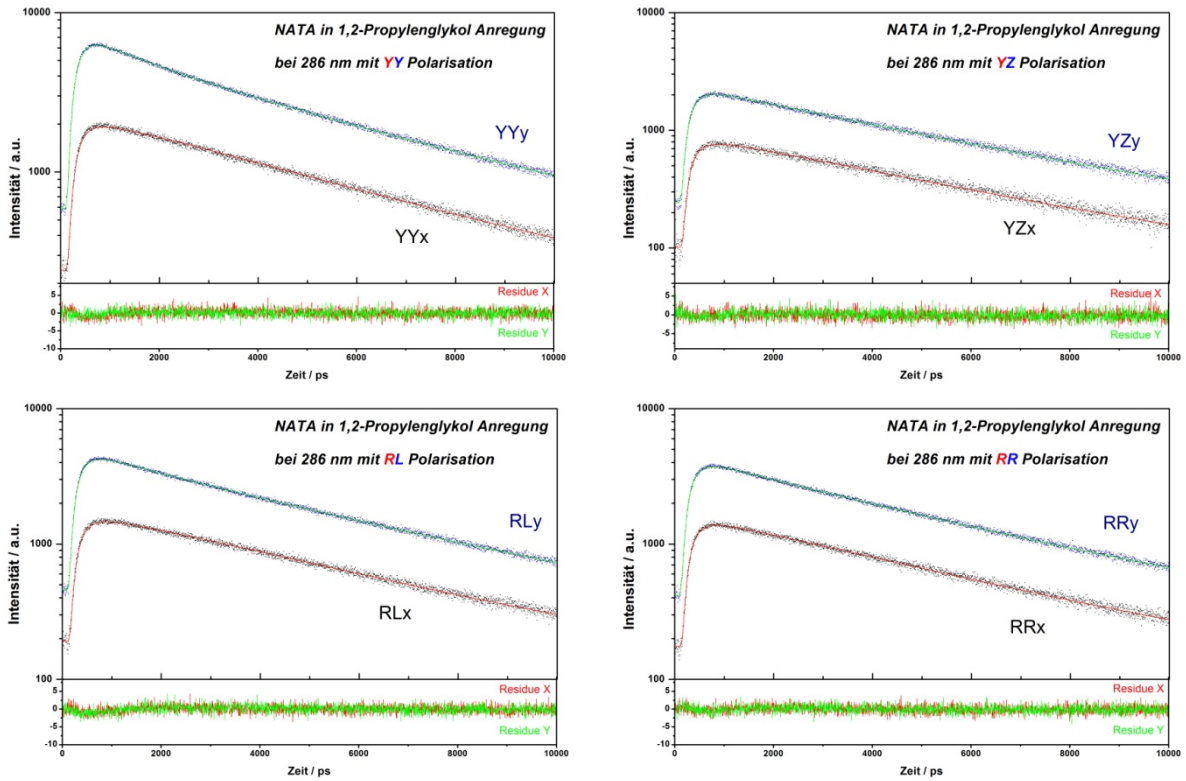 10000
NATA in 1,2-Propylenglykol Anregung
bei 286 nm mit YY Polarisation
Intensität / a.u.
1000
YYy
YYx
Residue X
5
0
-5
Residue Y
-10
0 2000 4000 6000 8000 10000
Zeit / ps
10000
NATA in 1,2-Propylenglykol Anregung
bei 286 nm mit YZ Polarisation
Intensität / a.u.
1000
YZy
YZx
100
Residue X
5
0
-5
Residue Y
0 2000 4000 6000 8000 10000
Zeit / ps
10000
NATA in 1,2-Propylenglykol Anregung
bei 286 nm mit RL Polarisation
Intensität / a.u.
RLy
1000
RLx
100
Residue X
5
0
-5
Residue Y
-10
0 2000 4000 6000 8000 10000
Zeit / ps
10000
NATA in 1,2-Propylenglykol Anregung
bei 286 nm mit RR Polarisation
Intensität / a.u.
RRy
1000
RRx
100
Residue X
5
0
-5
Residue Y
-10
0 2000 4000 6000 8000 10000
Zeit / ps